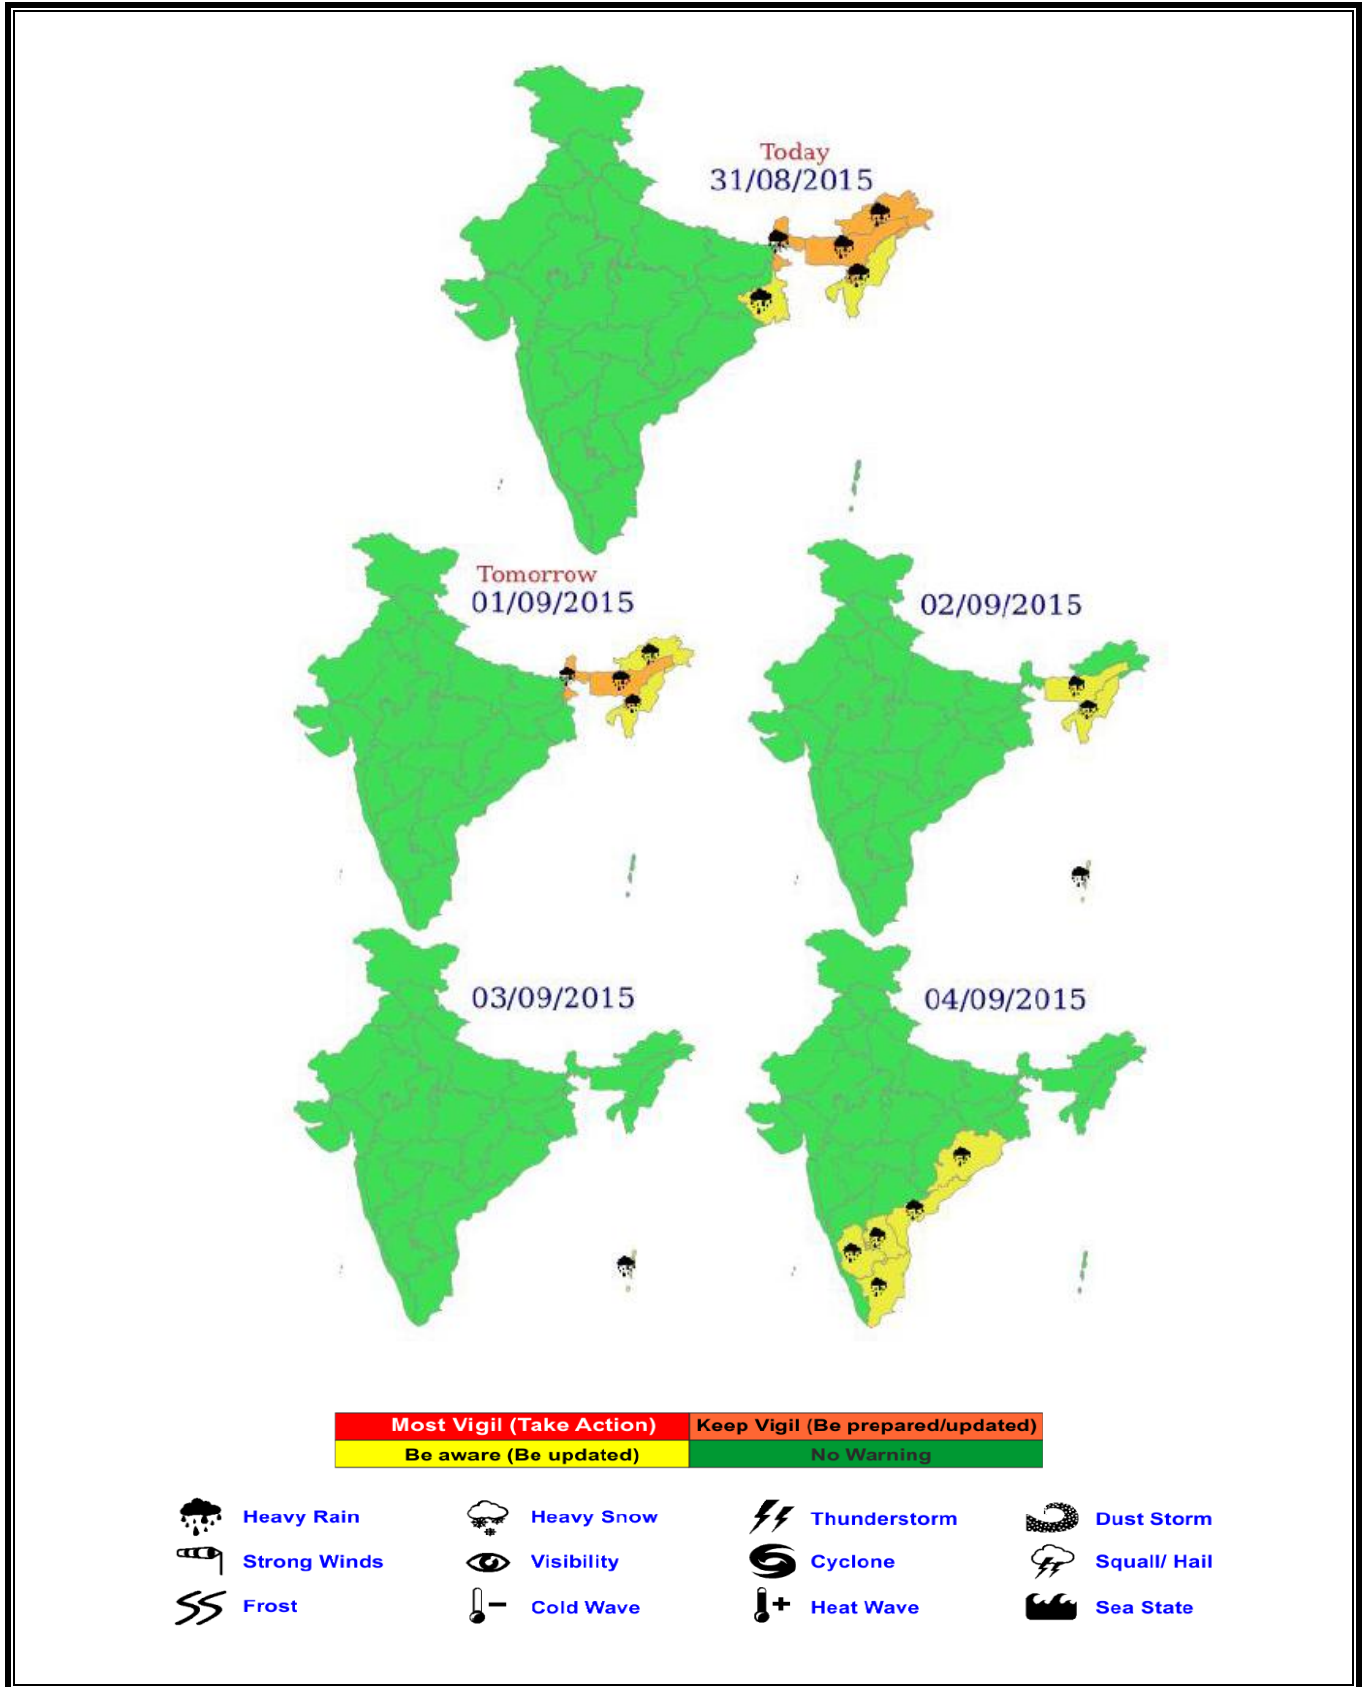 Today
31/08/2015
Tomorrow
01/09/2015
02/09/2015
03/09/2015
04/09/2015
Most Vigil (Take Action) Keep Vigil (Be prepared/updated)
Be aware (Be updated) No Warning
Heavy Rain Heavy Snow Thunderstorm Dust Storm
Strong Winds Visibility Cyclone Squall/ Hail
Frost Cold Wave Heat Wave Sea State